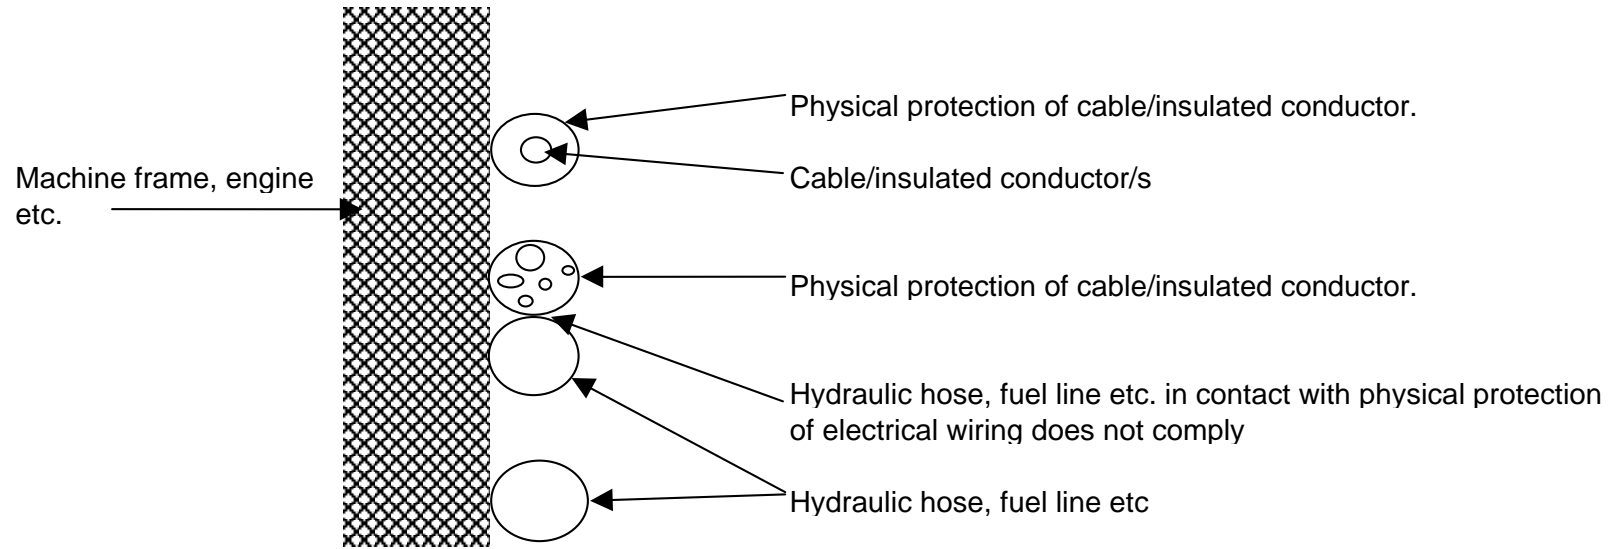 Physical protection of cable/insulated conductor.
Cable/insulated conductor/s
Machine frame, engine
etc.
Physical protection of cable/insulated conductor.
Hydraulic hose, fuel line etc. in contact with physical protection
of electrical wiring does not comply
Hydraulic hose, fuel line etc